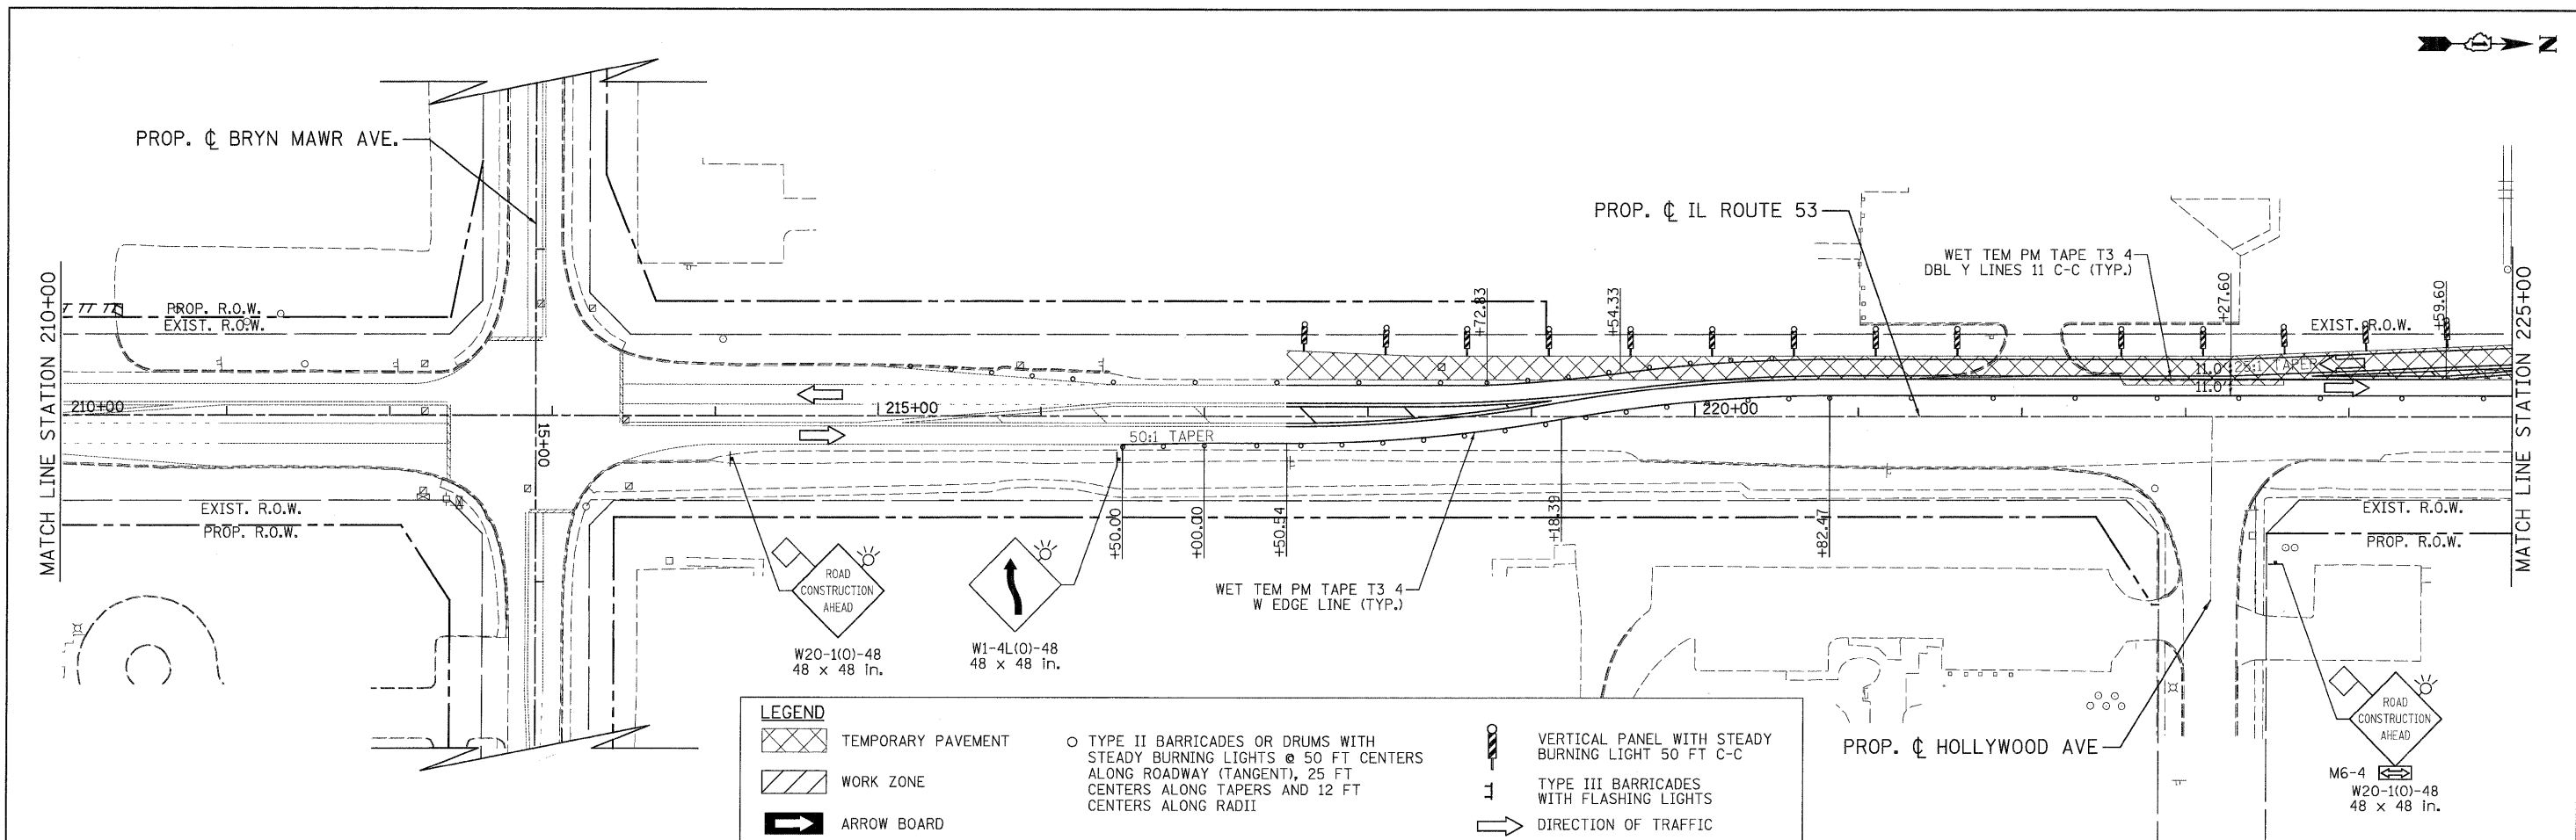 N
PROP. ℄ BRYN MAWR AVE.
PROP. ℄ IL ROUTE 53
WET TEM PM TAPE T3 4
DBL Y LINES 11 C-C (TYP.)
MATCH LINE STATION 210+00
PROP. R.O.W.
EXIST. R.O.W.
+72.83
+54.33
+27.60
+59.60
EXIST. R.O.W.
MATCH LINE STATION 225+00
11.0'
25:1 TAPER
11.0'
210+00
215+00
220+00
15+00
50:1 TAPER
EXIST. R.O.W.
PROP. R.O.W.
+50.00
+00.00
+50.54
+18.39
+82.47
EXIST. R.O.W.
PROP. R.O.W.
ROAD
CONSTRUCTION
AHEAD
W20-1(O)-48
48 x 48 in.
W1-4L(O)-48
48 x 48 in.
WET TEM PM TAPE T3 4
W EDGE LINE (TYP.)
PROP. ℄ HOLLYWOOD AVE
ROAD
CONSTRUCTION
AHEAD
M6-4
W20-1(O)-48
48 x 48 in.
LEGEND
TEMPORARY PAVEMENT
WORK ZONE
ARROW BOARD
TYPE II BARRICADES OR DRUMS WITH
STEADY BURNING LIGHTS @ 50 FT CENTERS
ALONG ROADWAY (TANGENT), 25 FT
CENTERS ALONG TAPERS AND 12 FT
CENTERS ALONG RADII
VERTICAL PANEL WITH STEADY
BURNING LIGHT 50 FT C-C
TYPE III BARRICADES
WITH FLASHING LIGHTS
DIRECTION OF TRAFFIC